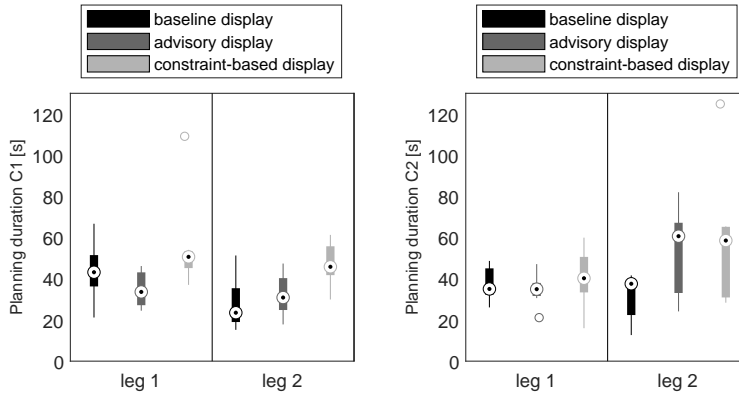 baseline display
advisory display
constraint-based display
Planning duration C1 [s]
120
100
80
60
40
20
0
leg 1
leg 2
baseline display
advisory display
constraint-based display
Planning duration C2 [s]
120
100
80
60
40
20
0
leg 1
leg 2